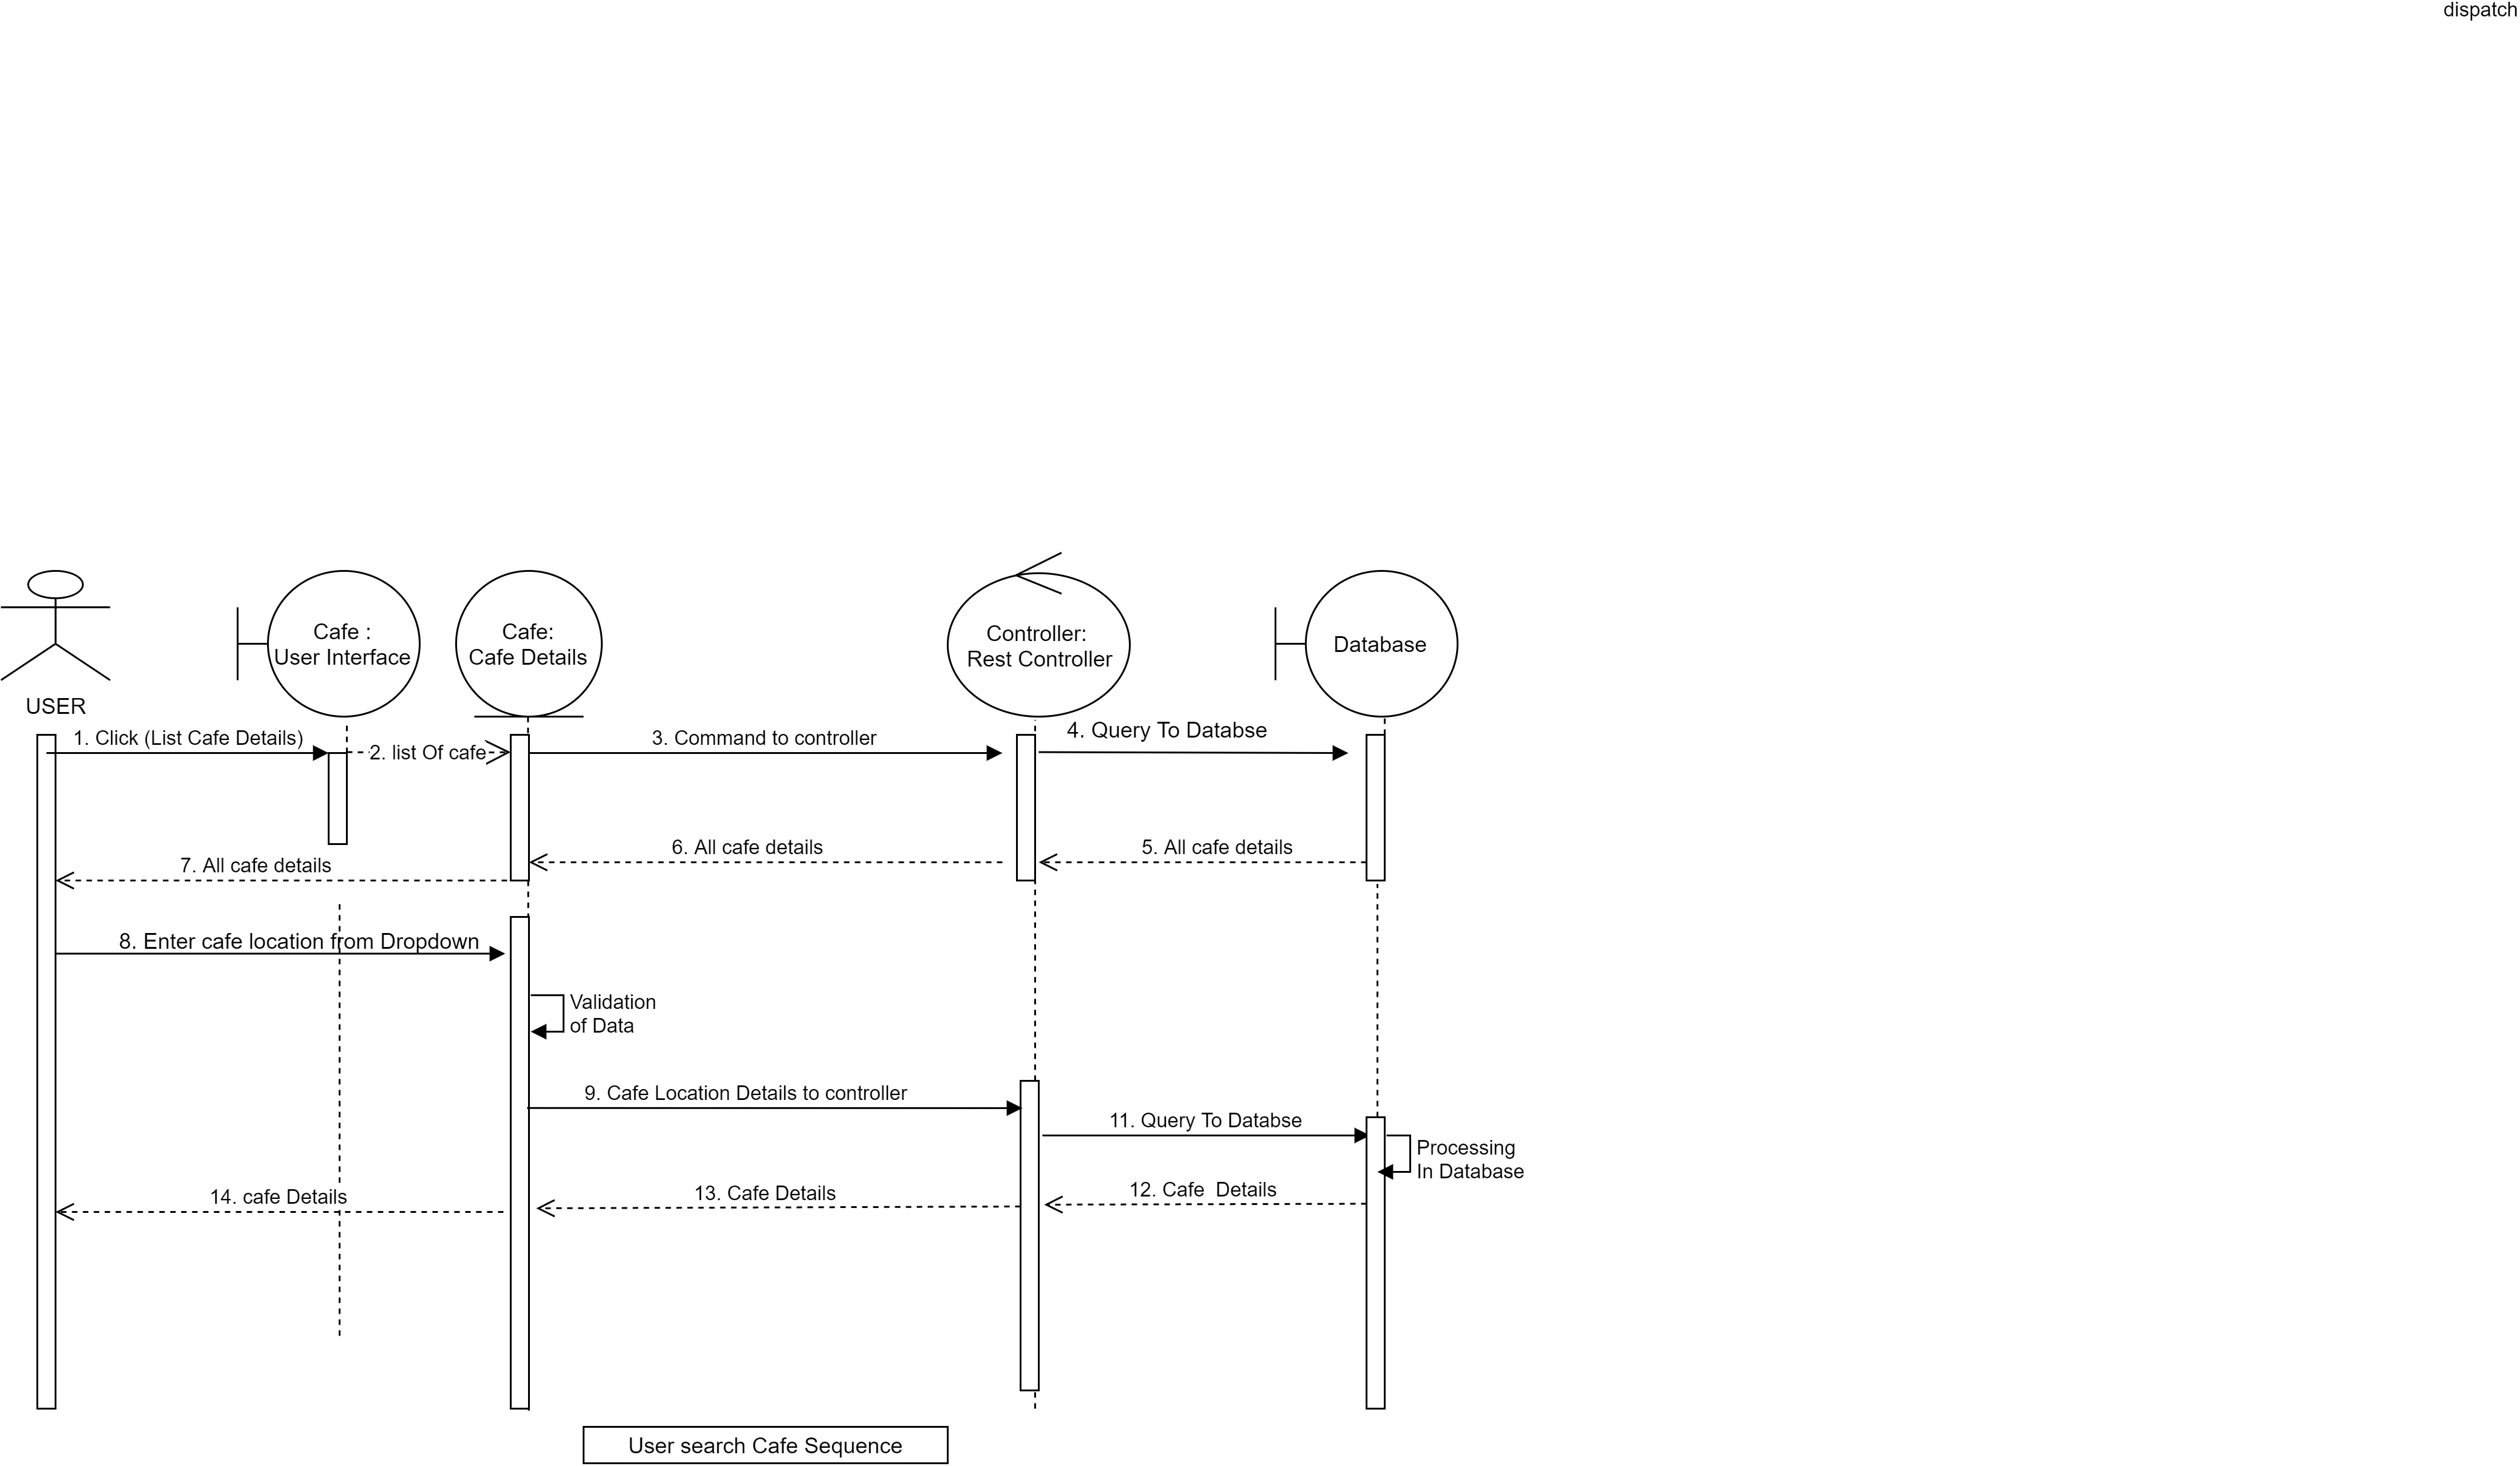 dispatch
Cafe :
User Interface
Cafe:
Cafe Details
Controller:
Rest Controller
Database
USER
1. Click (List Cafe Details)
2. list Of cafe
3. Command to controller
4. Query To Databse
5. All cafe details
6. All cafe details
7. All cafe details
8. Enter cafe location from Dropdown
Validation
of Data
9. Cafe Location Details to controller
11. Query To Databse
Processing
In Database
12. Cafe  Details
13. Cafe Details
14. cafe Details
User search Cafe Sequence